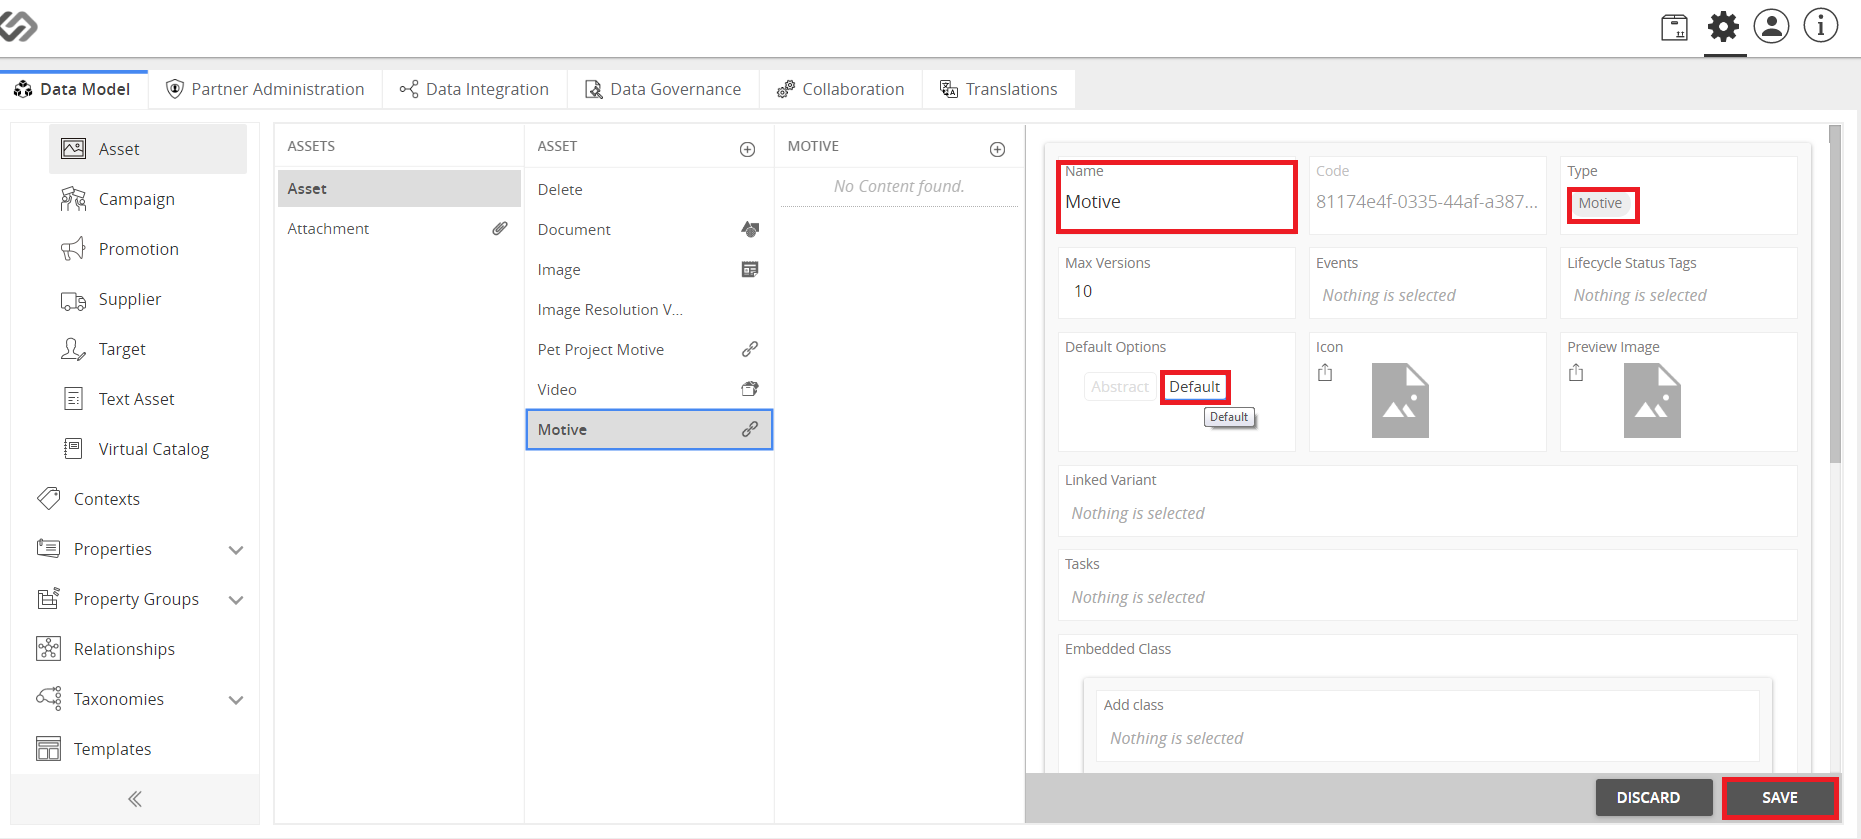 Data Model
Partner Administration
Data Integration
Data Governance
Collaboration
Translations
Asset
Campaign
Promotion
Supplier
Target
Text Asset
Virtual Catalog
Contexts
Properties
Property Groups
Relationships
Taxonomies
Templates
ASSETS
Asset
Attachment
ASSET
Delete
Document
Image
Image Resolution V...
Pet Project Motive
Video
Motive
MOTIVE
No Content found.
Name
Motive
Code
81174e4f-0335-44af-a387...
Type
Motive
Max Versions
10
Events
Nothing is selected
Lifecycle Status Tags
Nothing is selected
Default Options
Abstract
Default
Default
Icon
Preview Image
Linked Variant
Nothing is selected
Tasks
Nothing is selected
Embedded Class
Add class
Nothing is selected
DISCARD
SAVE